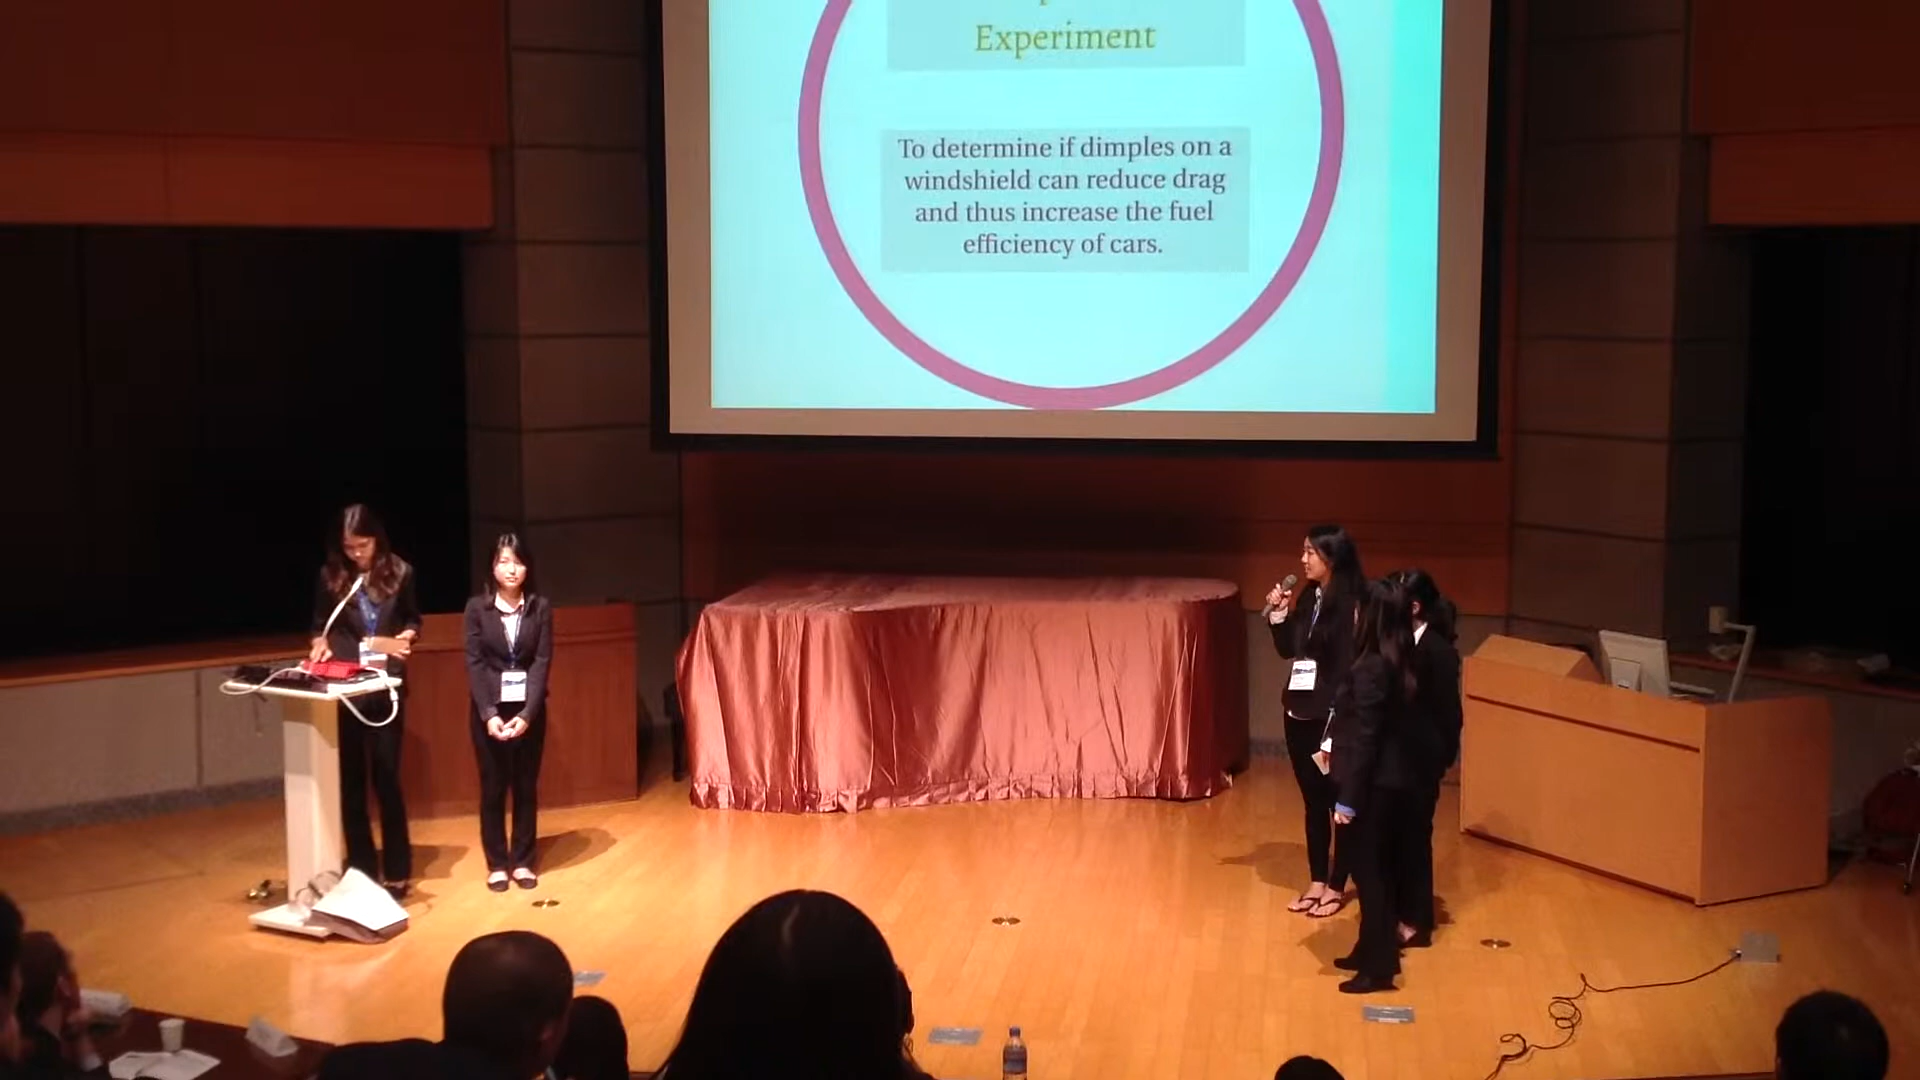 Experiment
To determine if dimples on a
windshield can reduce drag
and thus increase the fuel
efficiency of cars.